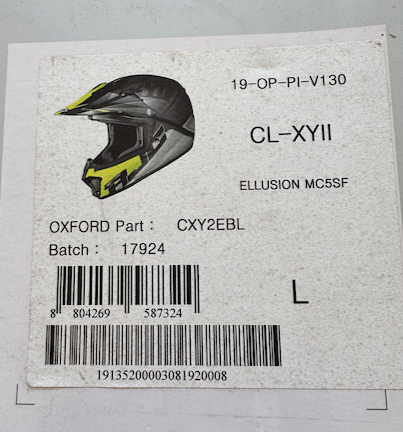 19-OP-PI-V130
CL-XYII
ELLUSION MC5SF
OXFORD Part : CXY2EBL
Batch : 17924
L
8 804269 587324
19135200003081920008